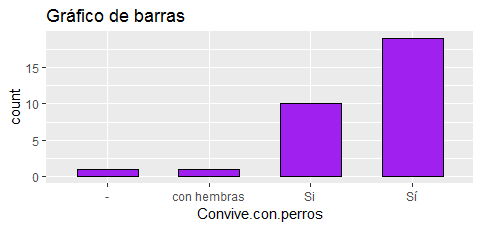 Gráfico de barras
count
15
10
5
0
- con hembras Si Sí
Convive.con.perros